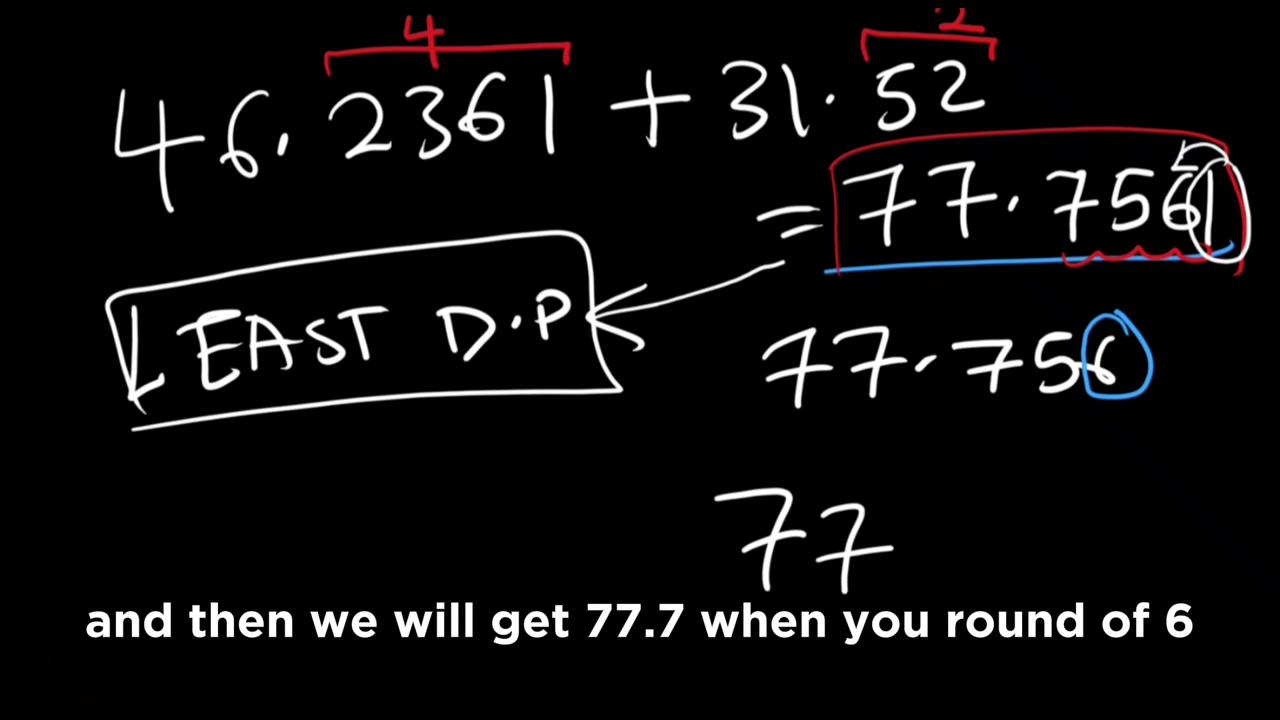 4 2
46.2361 + 31.52
= 77.7561
LEAST D.P
77.756
77
and then we will get 77.7 when you round of 6